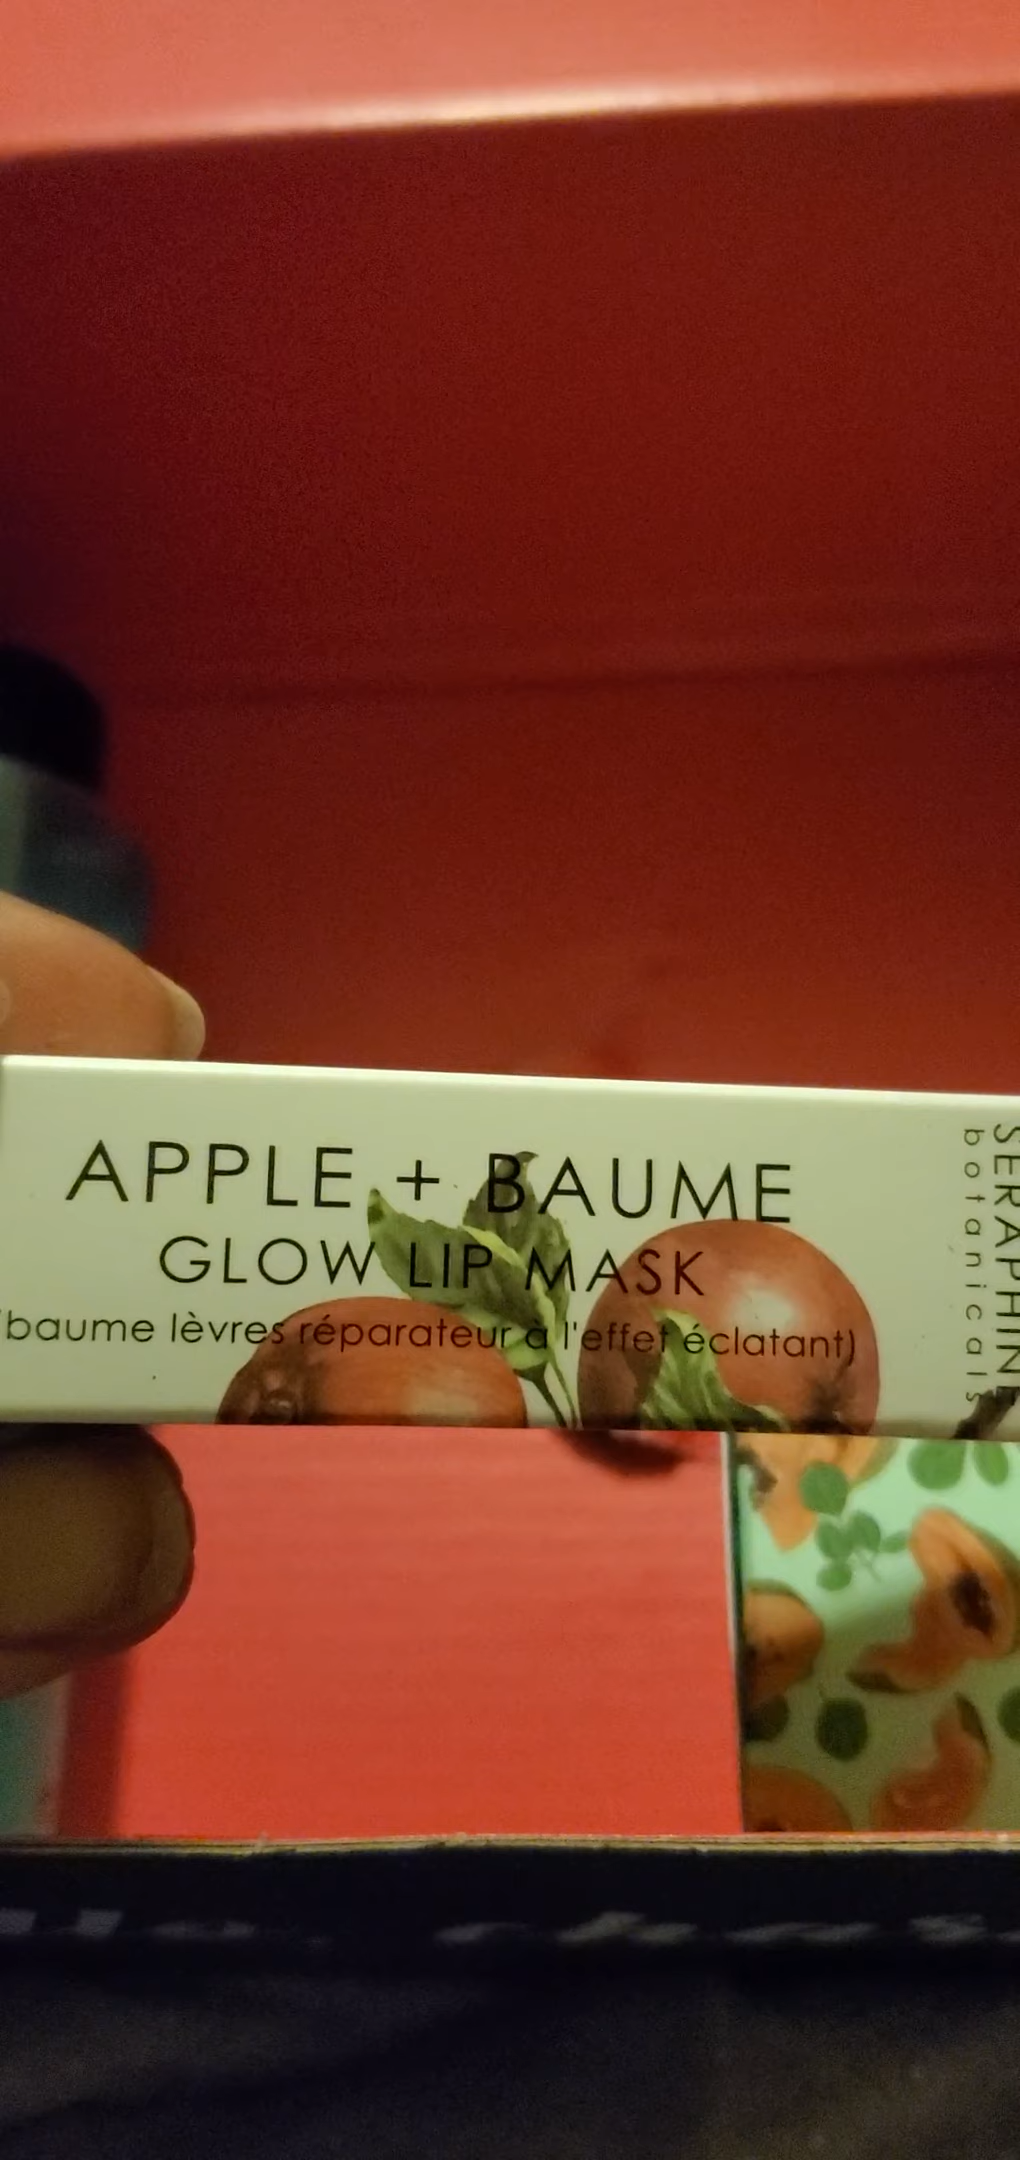 APPLE + BAUME
GLOW LIP MASK
baume lèvres réparateur à l'effet éclatant)
SERAPHINE
botanicals